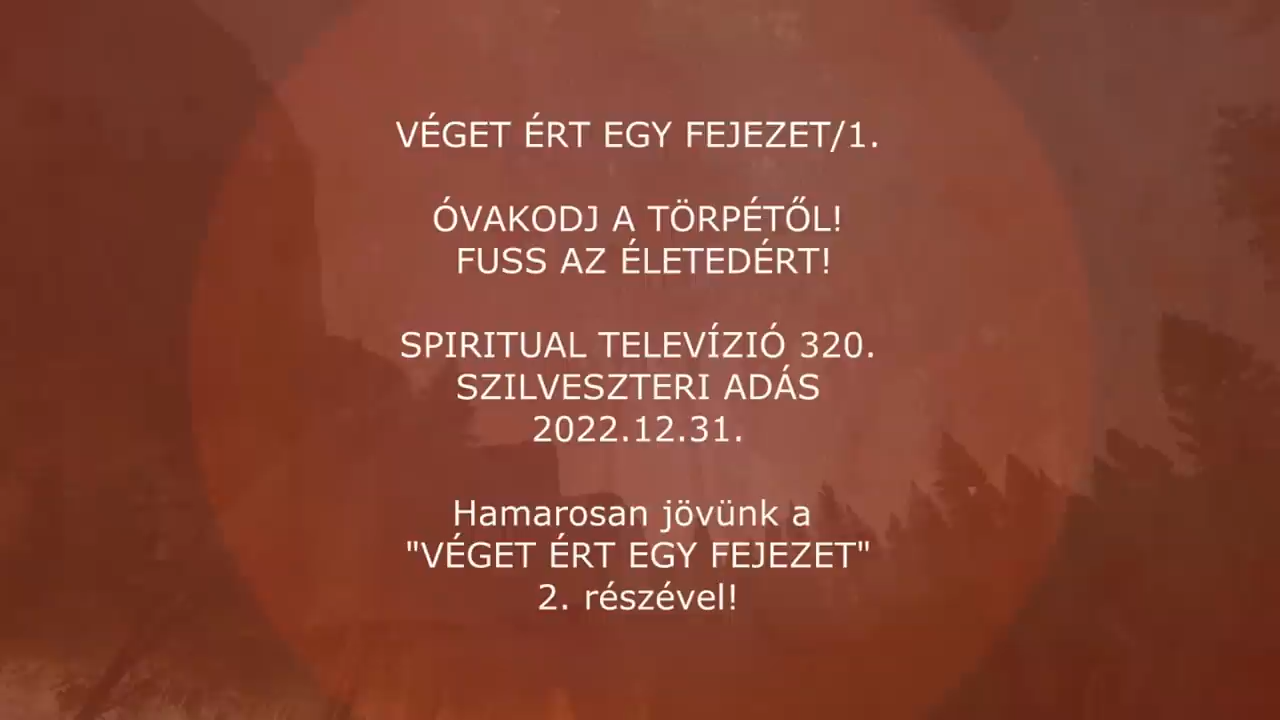 VÉGET ÉRT EGY FEJEZET/1.
ÓVAKODJ A TÖRPÉTŐL!
FUSS AZ ÉLETEDÉRT!
SPIRITUAL TELEVÍZIÓ 320.
SZILVESZTERI ADÁS
2022.12.31.
Hamarosan jövünk a
"VÉGET ÉRT EGY FEJEZET"
2. részével!